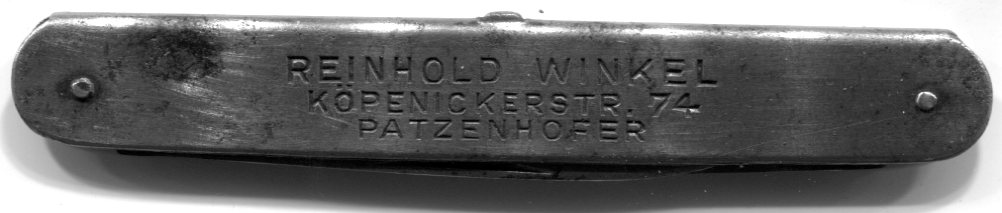 REINHOLD WINKEL
KÖPENICKERSTR. 74
PATZENHOFER